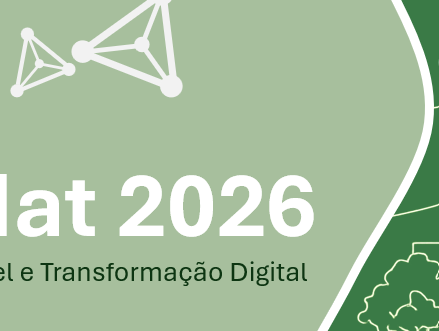 lat 2026
el e Transformação Digital